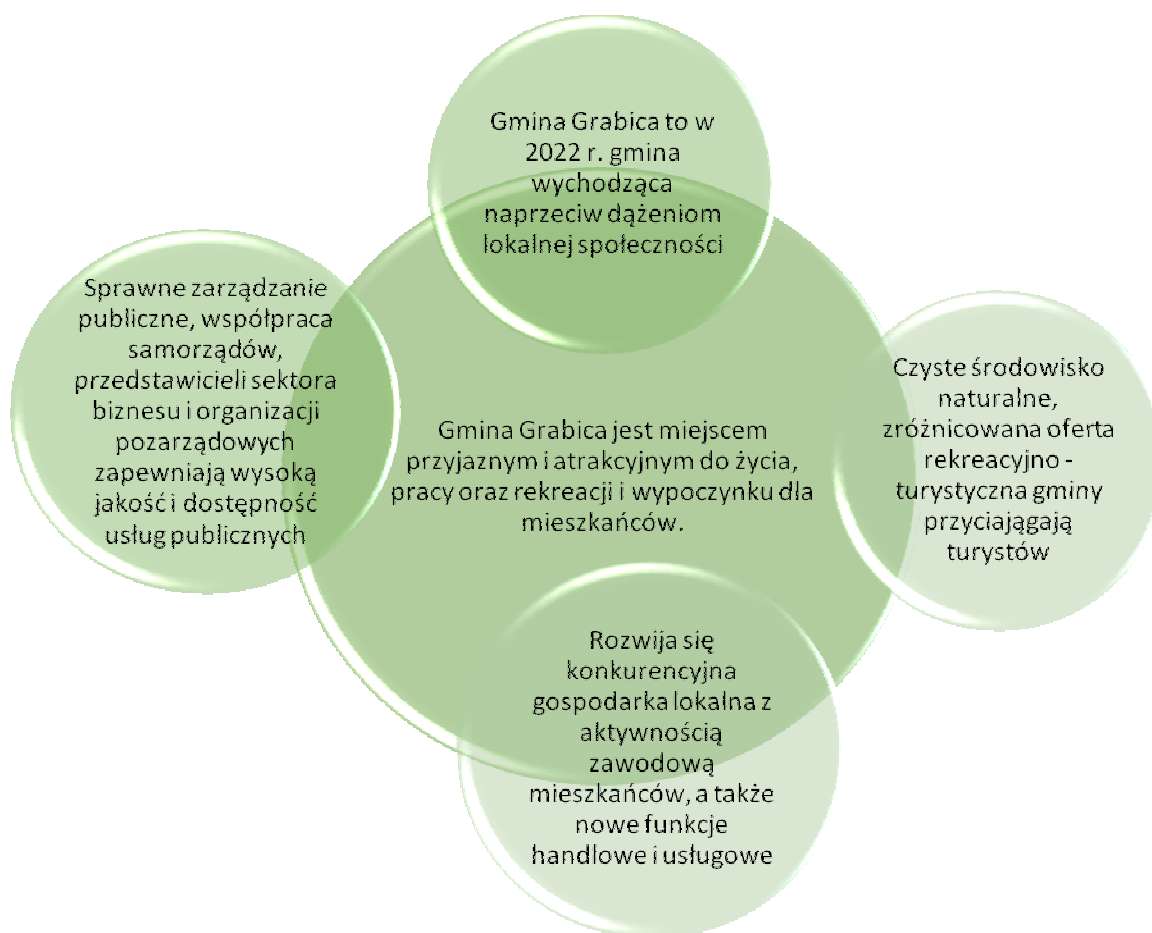 Gmina Grabica to w
2022 r. gmina
wychodząca
naprzeciw dążeniom
lokalnej społeczności
Sprawne zarządzanie
publiczne, współpraca
samorządów,
przedstawicieli sektora
biznesu i organizacji
pozarządowych
zapewniają wysoką
jakość i dostępność
usług publicznych
Gmina Grabica jest miejscem
przyjaznym i atrakcyjnym do życia,
pracy oraz rekreacji i wypoczynku dla
mieszkańców.
Czyste środowisko
naturalne,
zróżnicowana oferta
rekreacyjno -
turystyczna gminy
przyciająгają
turystów
Rozwija się
konkurencyjna
gospodarka lokalna z
aktywnością
zawodową
mieszkańców, a także
nowe funkcje
handlowe i usługowe